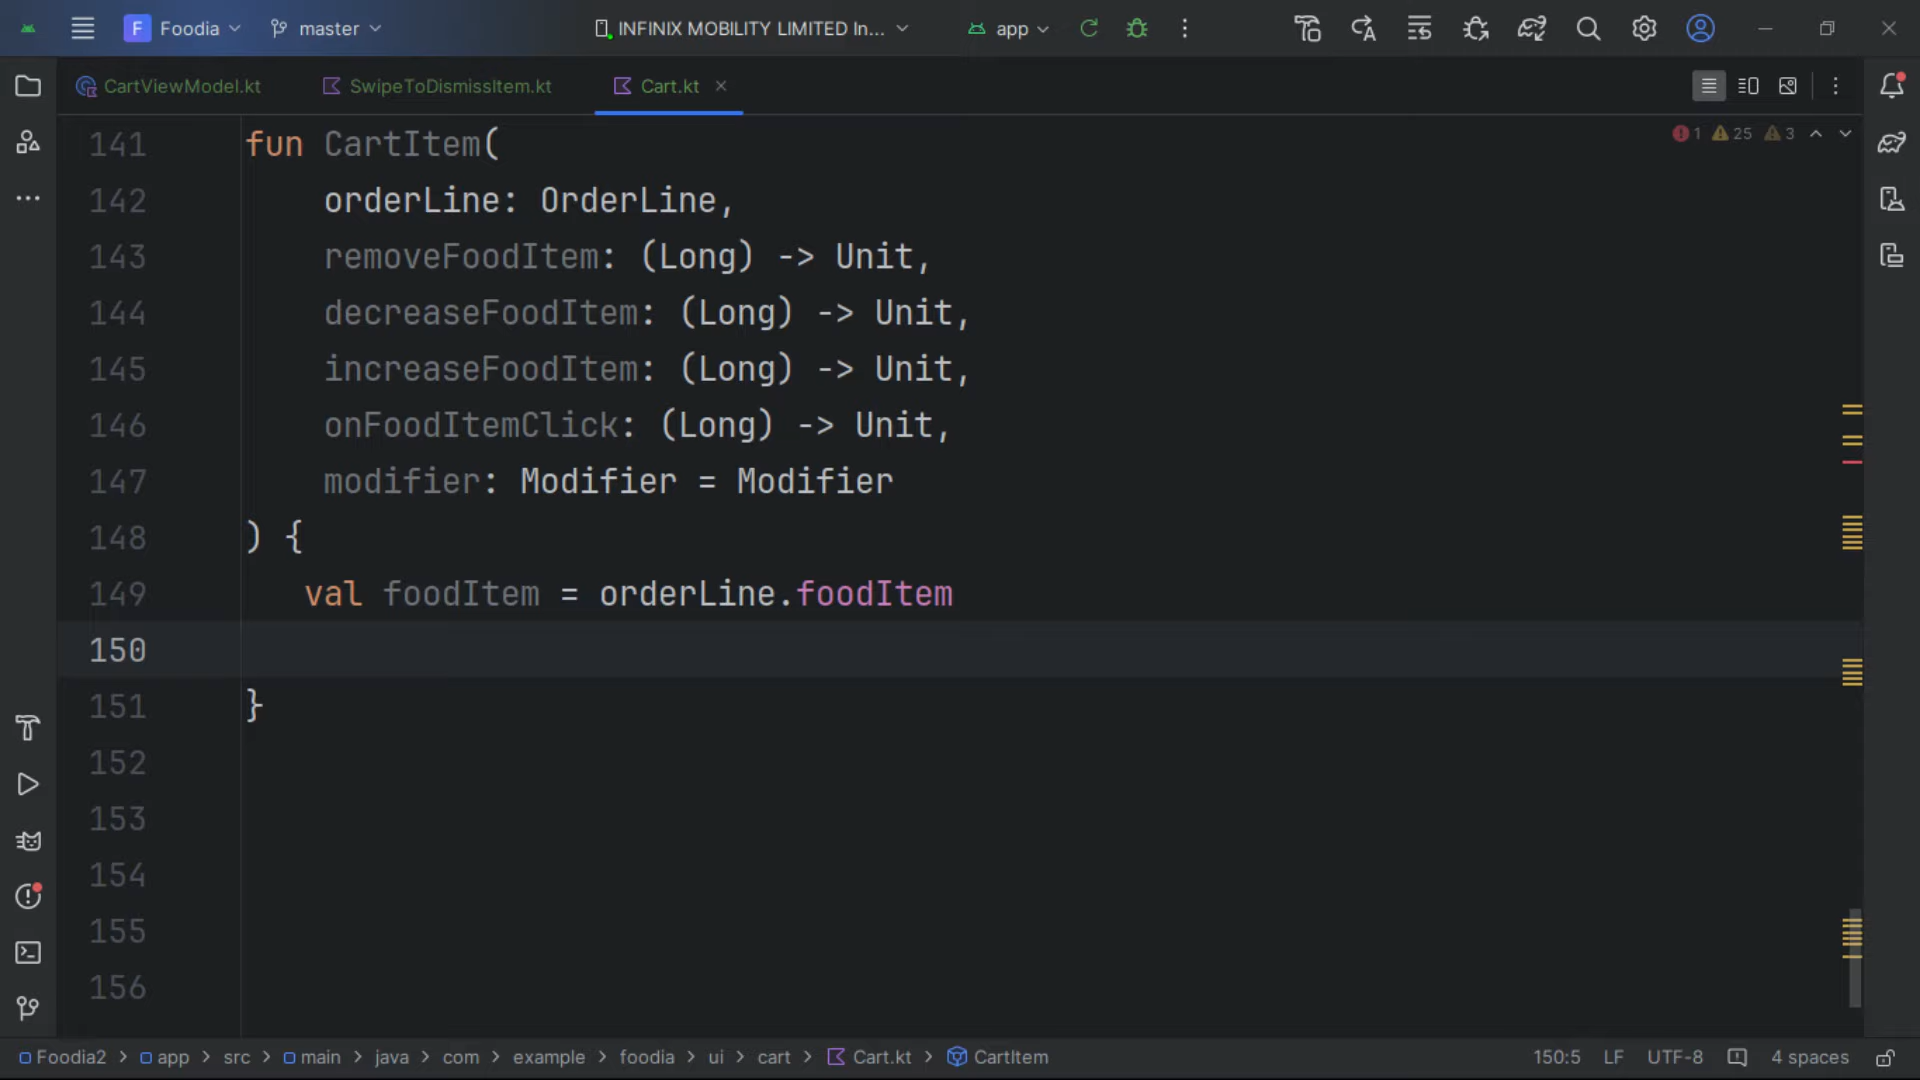 F Foodia master INFINIX MOBILITY LIMITED In... app
CartViewModel.kt SwipeToDismissItem.kt Cart.kt
1 25 3
141 fun CartItem(
142 orderLine: OrderLine,
143 removeFoodItem: (Long) -> Unit,
144 decreaseFoodItem: (Long) -> Unit,
145 increaseFoodItem: (Long) -> Unit,
146 onFoodItemClick: (Long) -> Unit,
147 modifier: Modifier = Modifier
148 ) {
149 val foodItem = orderLine.foodItem
150
151 }
152
153
154
155
156
Foodia2 > app > src > main > java > com > example > foodia > ui > cart > Cart.kt > CartItem 150:5 LF UTF-8 4 spaces